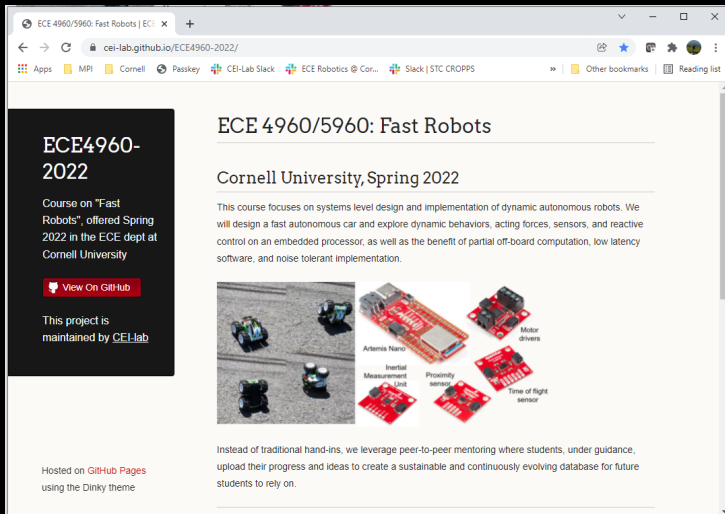 ECE 4960/5960: Fast Robots | ECE
cei-lab.github.io/ECE4960-2022/
Apps MPI Cornell Passkey CEI-Lab Slack ECE Robotics @ Cor... Slack | STC CROPPS » Other bookmarks Reading list
ECE4960-
2022
Course on "Fast
Robots", offered Spring
2022 in the ECE dept at
Cornell University
View On GitHub
This project is
maintained by CEI-lab
Hosted on GitHub Pages
using the Dinky theme
ECE 4960/5960: Fast Robots
Cornell University, Spring 2022
This course focuses on systems level design and implementation of dynamic autonomous robots. We
will design a fast autonomous car and explore dynamic behaviors, acting forces, sensors, and reactive
control on an embedded processor, as well as the benefit of partial off-board computation, low latency
software, and noise tolerant implementation.
Artemis Nano
Motor
drivers
Inertial
Measurement
Unit
Proximity
sensor
Time of flight
sensor
Instead of traditional hand-ins, we leverage peer-to-peer mentoring where students, under guidance,
upload their progress and ideas to create a sustainable and continuously evolving database for future
students to rely on.